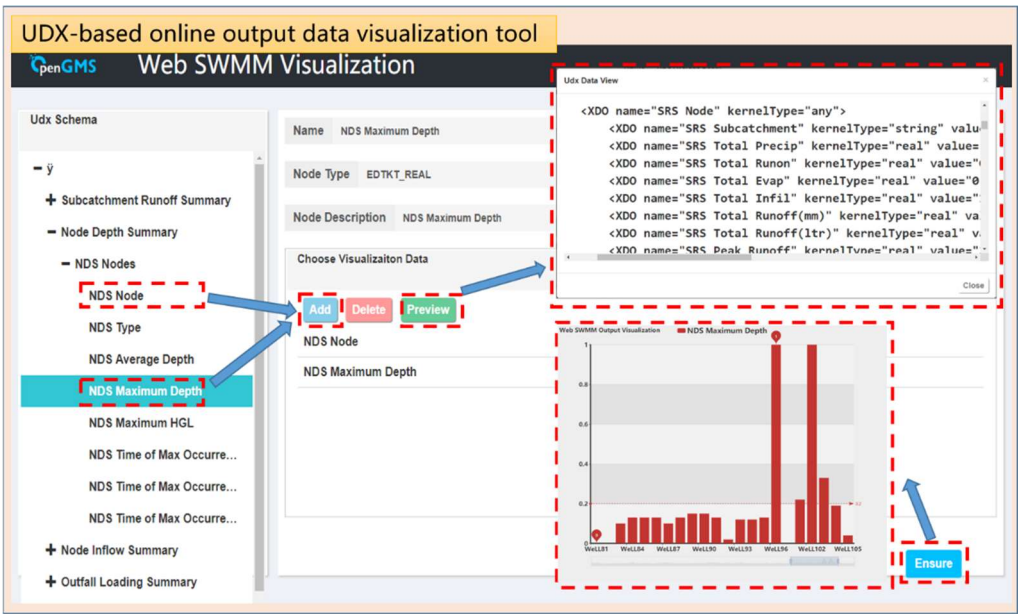 UDX-based online output data visualization tool
OpenGMS
Web SWMM Visualization
Udx Schema
ÿ
Subcatchment Runoff Summary
Node Depth Summary
NDS Nodes
NDS Node
NDS Type
NDS Average Depth
NDS Maximum Depth
NDS Maximum HGL
NDS Time of Max Occurre...
NDS Time of Max Occurre...
NDS Time of Max Occurre...
Node Inflow Summary
Outfall Loading Summary
Name NDS Maximum Depth
Node Type EDTKT_REAL
Node Description NDS Maximum Depth
Choose Visualizaiton Data
Add Delete Preview
NDS Node
NDS Maximum Depth
Udx Data View ×
<XDO name="SRS Node" kernelType="any">
<XDO name="SRS Subcatchment" kernelType="string" valu
<XDO name="SRS Total Precip" kernelType="real" value=
<XDO name="SRS Total Runon" kernelType="real" value="
<XDO name="SRS Total Evap" kernelType="real" value="0
<XDO name="SRS Total Infil" kernelType="real" value="
<XDO name="SRS Total Runoff(mm)" kernelType="real" va
<XDO name="SRS Total Runoff(ltr)" kernelType="real" v
<XDO name="SRS Peak Runoff" kernelType="real" value="
Close
Web SWMM Output Visualization NDS Maximum Depth
1
0.8
0.6
0.4
0.2
0
WeLL81 WeLL84 WeLL87 WeLL90 WeLL93 WeLL96 WeLL102 WeLL105
Ensure